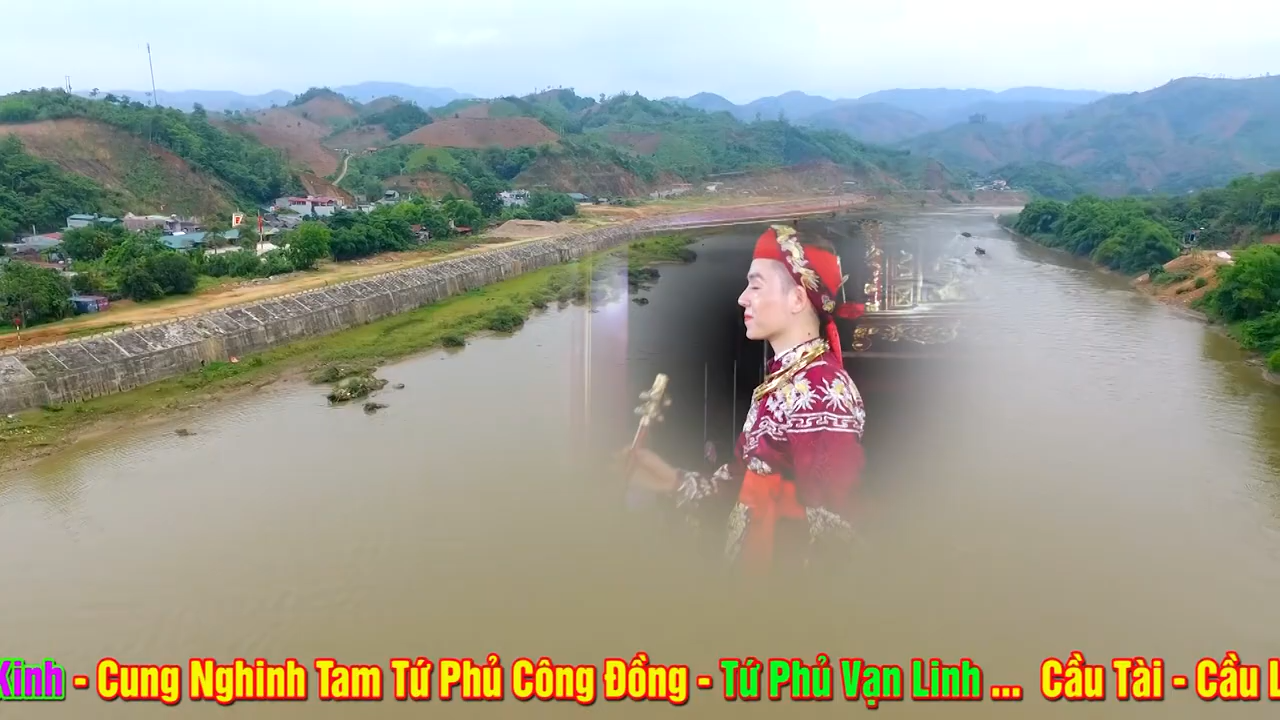 Kinh - Cung Nghinh Tam Tứ Phủ Công Đồng - Tứ Phủ Vạn Linh ... Cầu Tài - Cầu